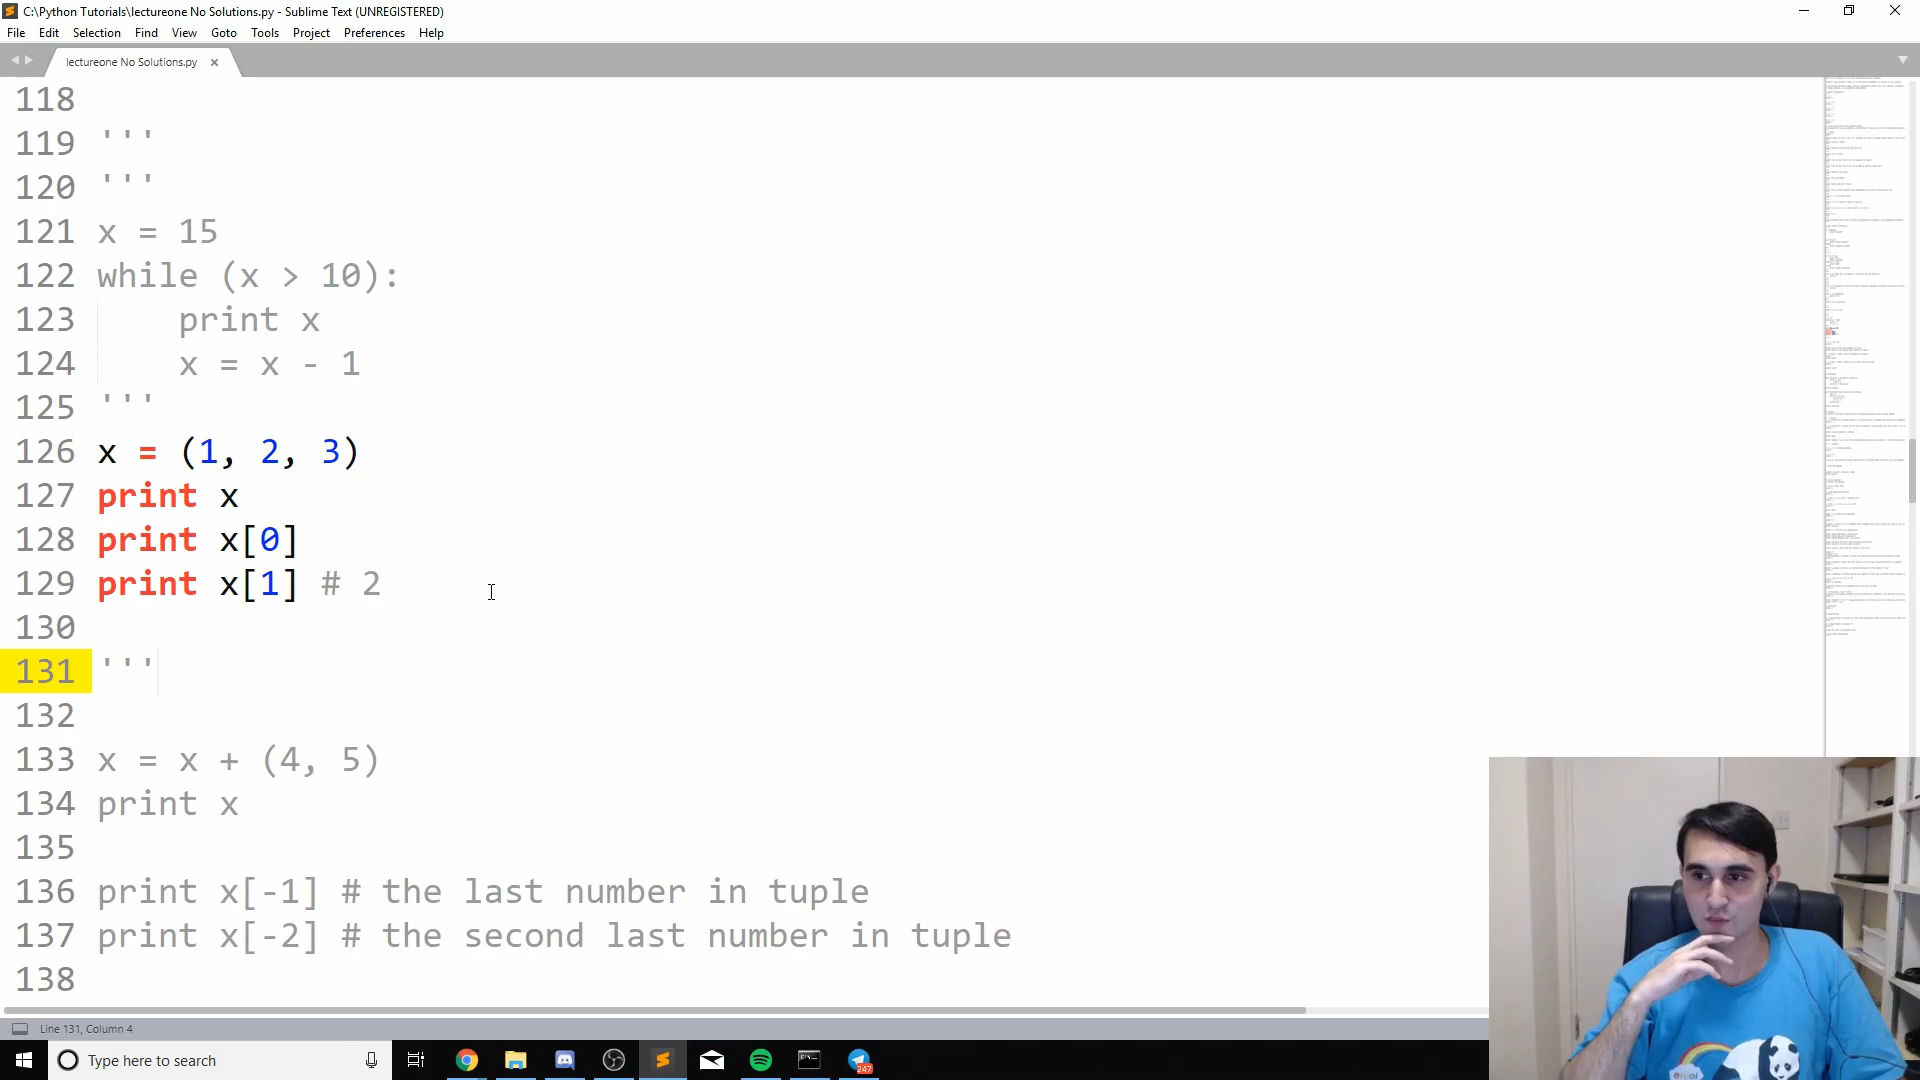 C:\Python Tutorials\lectureone No Solutions.py - Sublime Text (UNREGISTERED)
File Edit Selection Find View Goto Tools Project Preferences Help
lectureone No Solutions.py ×
118
119 '''
120 '''
121 x = 15
122 while (x > 10):
123 print x
124 x = x - 1
125 '''
126 x = (1, 2, 3)
127 print x
128 print x[0]
129 print x[1] # 2
130
131 '''
132
133 x = x + (4, 5)
134 print x
135
136 print x[-1] # the last number in tuple
137 print x[-2] # the second last number in tuple
138
Line 131, Column 4
Type here to search
247
enjoi